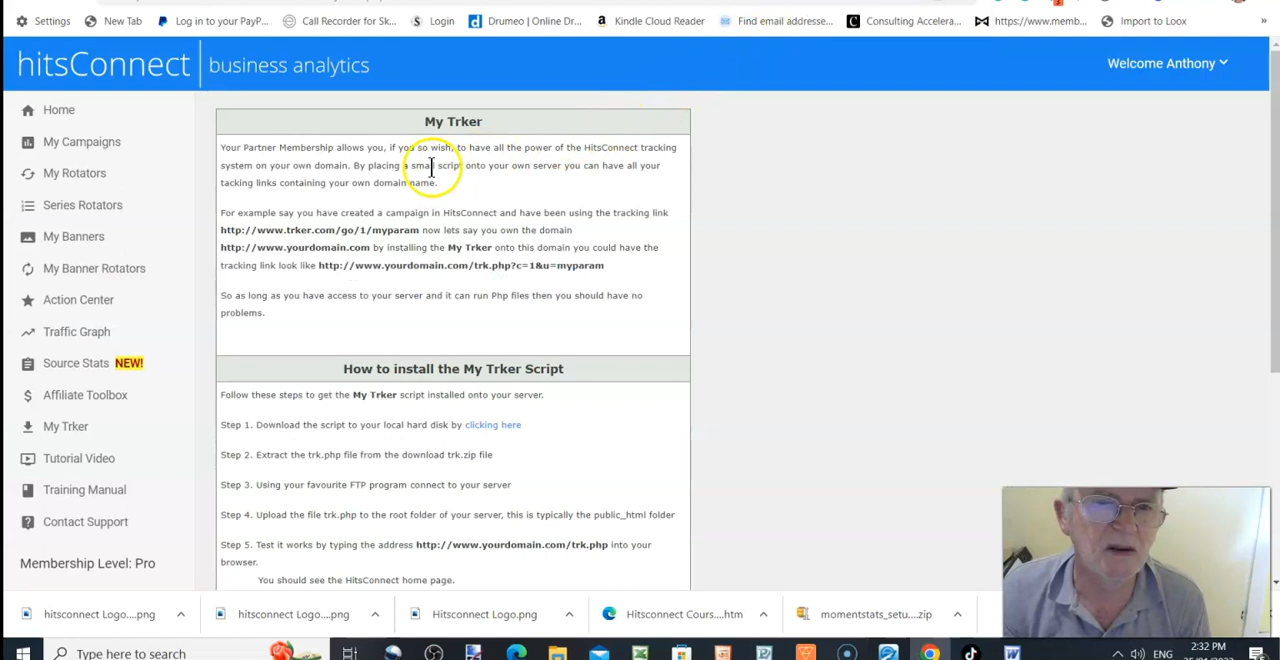 Settings New Tab Log in to your PayP... Call Recorder for Sk... Login Drumeo | Online Dr... Kindle Cloud Reader Find email addresse... Consulting Accelera... https://www.memb... Import to Loox »
hitsConnect business analytics Welcome Anthony
Home
My Campaigns
My Rotators
Series Rotators
My Banners
My Banner Rotators
Action Center
Traffic Graph
Source Stats NEW!
Affiliate Toolbox
My Trker
Tutorial Video
Training Manual
Contact Support
Membership Level: Pro
My Trker
Your Partner Membership allows you, if you so wish, to have all the power of the HitsConnect tracking
system on your own domain. By placing a small script onto your own server you can have all your
tacking links containing your own domain name.
For example say you have created a campaign in HitsConnect and have been using the tracking link
http://www.trker.com/go/1/myparam now lets say you own the domain
http://www.yourdomain.com by installing the My Trker onto this domain you could have the
tracking link look like http://www.yourdomain.com/trk.php?c=1&u=myparam
So as long as you have access to your server and it can run Php files then you should have no
problems.
How to install the My Trker Script
Follow these steps to get the My Trker script installed onto your server.
Step 1. Download the script to your local hard disk by clicking here
Step 2. Extract the trk.php file from the download trk.zip file
Step 3. Using your favourite FTP program connect to your server
Step 4. Upload the file trk.php to the root folder of your server, this is typically the public_html folder
Step 5. Test it works by typing the address http://www.yourdomain.com/trk.php into your
browser.
You should see the HitsConnect home page.
hitsconnect Logo....png hitsconnect Logo....png Hitsconnect Logo.png Hitsconnect Cours....htm momentstats_setu....zip
Type here to search ENG 2:32 PM